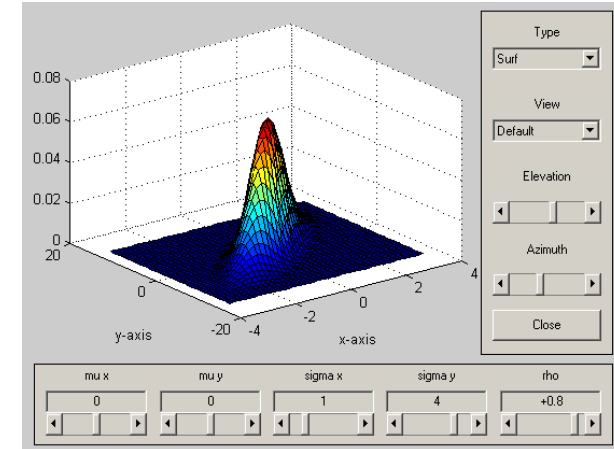 Type
Surf
View
Default
Elevation
Azimuth
Close
0.08
0.06
0.04
0.02
0
20
0
-20
-4
-2
0
2
4
y-axis
x-axis
mu x
mu y
sigma x
sigma y
rho
0
0
1
4
+0.8